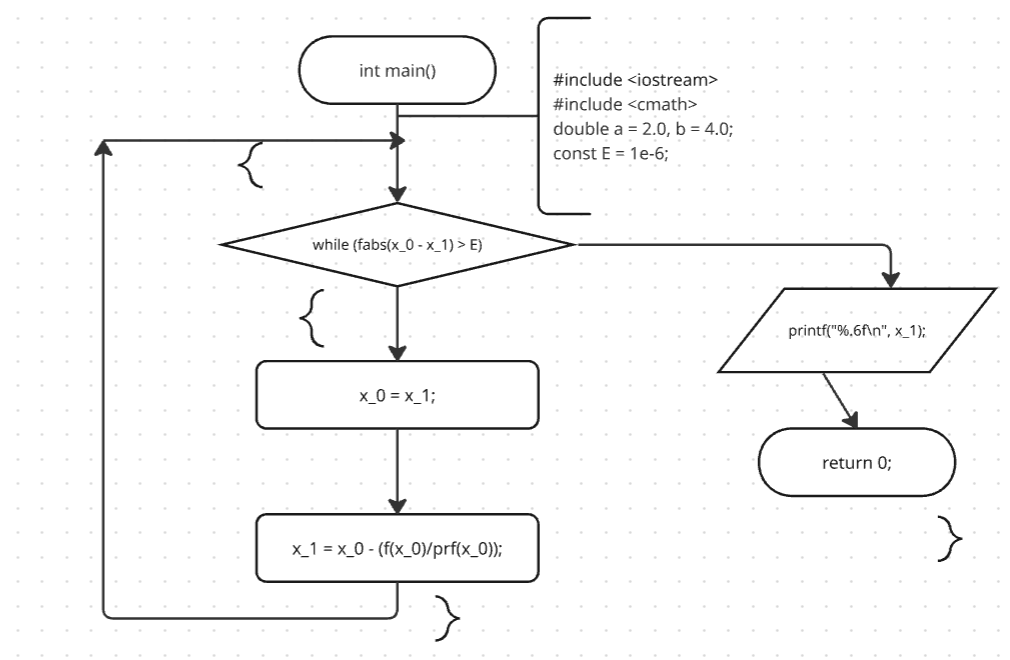 int main()
#include <iostream>
#include <cmath>
double a = 2.0, b = 4.0;
const E = 1e-6;
{
while (fabs(x_0 - x_1) > E)
{
printf("%.6f\n", x_1);
x_0 = x_1;
return 0;
x_1 = x_0 - (f(x_0)/prf(x_0));
}
}